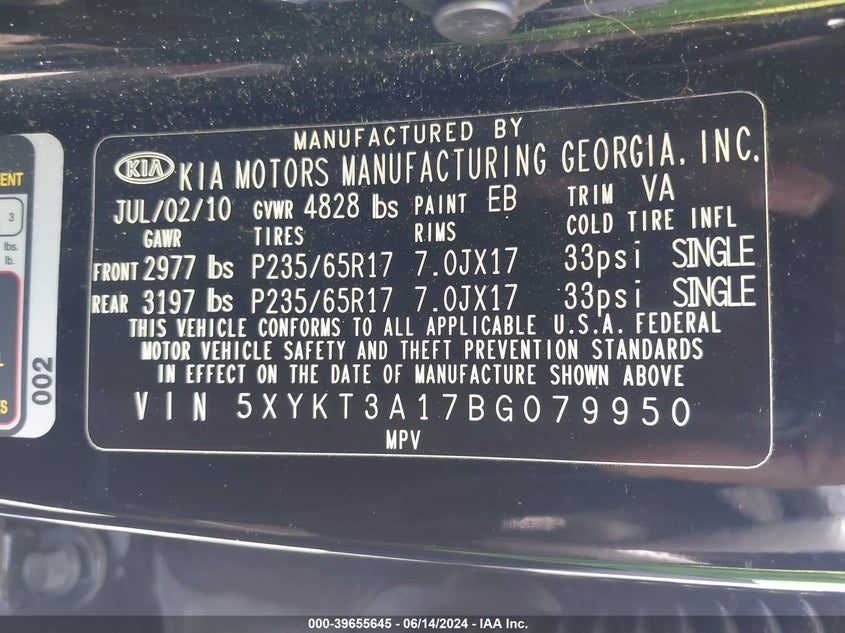 MANUFACTURED BY
KIA KIA MOTORS MANUFACTURING GEORGIA, INC.
JUL/02/10 GVWR 4828 lbs PAINT EB TRIM VA
GAWR TIRES RIMS COLD TIRE INFL
FRONT 2977 lbs P235/65R17 7.0JX17 33psi SINGLE
REAR 3197 lbs P235/65R17 7.0JX17 33psi SINGLE
THIS VEHICLE CONFORMS TO ALL APPLICABLE U.S.A. FEDERAL
MOTOR VEHICLE SAFETY AND THEFT PREVENTION STANDARDS
IN EFFECT ON THE DATE OF MANUFACTURE SHOWN ABOVE
VIN 5XYKT3A17BG079950
MPV
3
lbs.
lb.
002
000-39655645 - 06/14/2024 - IAA Inc.